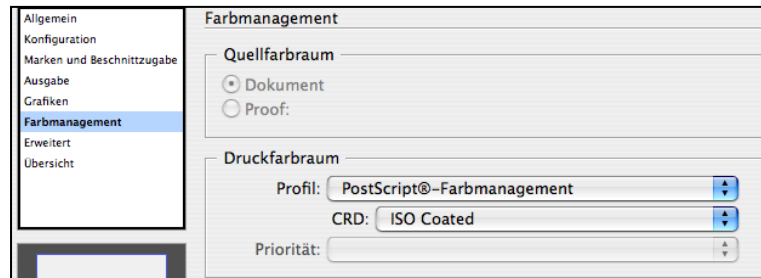 Allgemein
Konfiguration
Marken und Beschnittzugabe
Ausgabe
Grafiken
Farbmanagement
Erweitert
Übersicht
Farbmanagement
Quellfarbraum
Dokument
Proof:
Druckfarbraum
Profil: PostScript®-Farbmanagement
CRD: ISO Coated
Priorität: